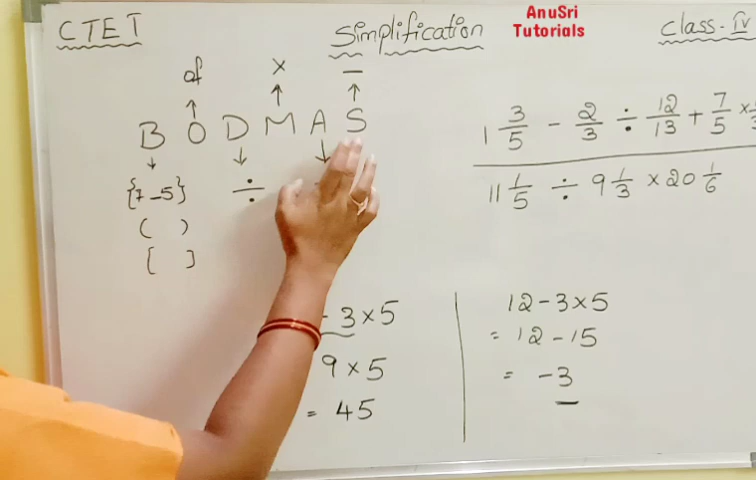 CTET
Simplification
AnuSri
Tutorials
Class-IV
of × −
B O D M A S
{7-5} ÷
( )
[ ]
1 3/5 − 2/3 ÷ 12/13 + 7/5 ×
11 1/5 ÷ 9 1/3 × 20 1/6
- 3×5
9 × 5
= 45
12-3×5
= 12-15
= -3